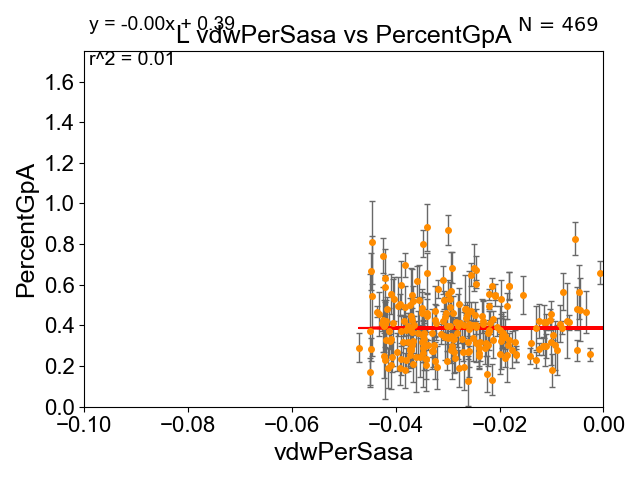 y = -0.00x + 0.39
L vdwPerSasa vs PercentGpA
N = 469
r^2 = 0.01
PercentGpA
1.6
1.4
1.2
1.0
0.8
0.6
0.4
0.2
0.0
−0.10 −0.08 −0.06 −0.04 −0.02 0.00
vdwPerSasa